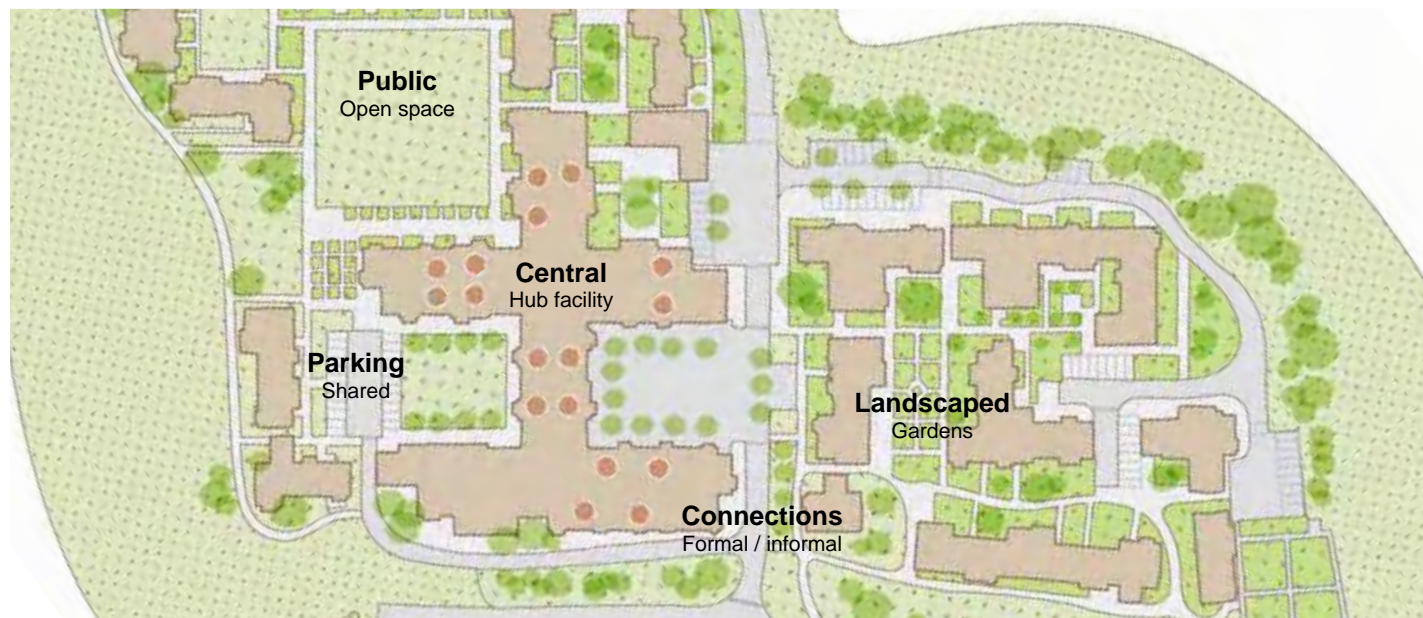 Public
Open space
Central
Hub facility
Parking
Shared
Landscaped
Gardens
Connections
Formal / informal